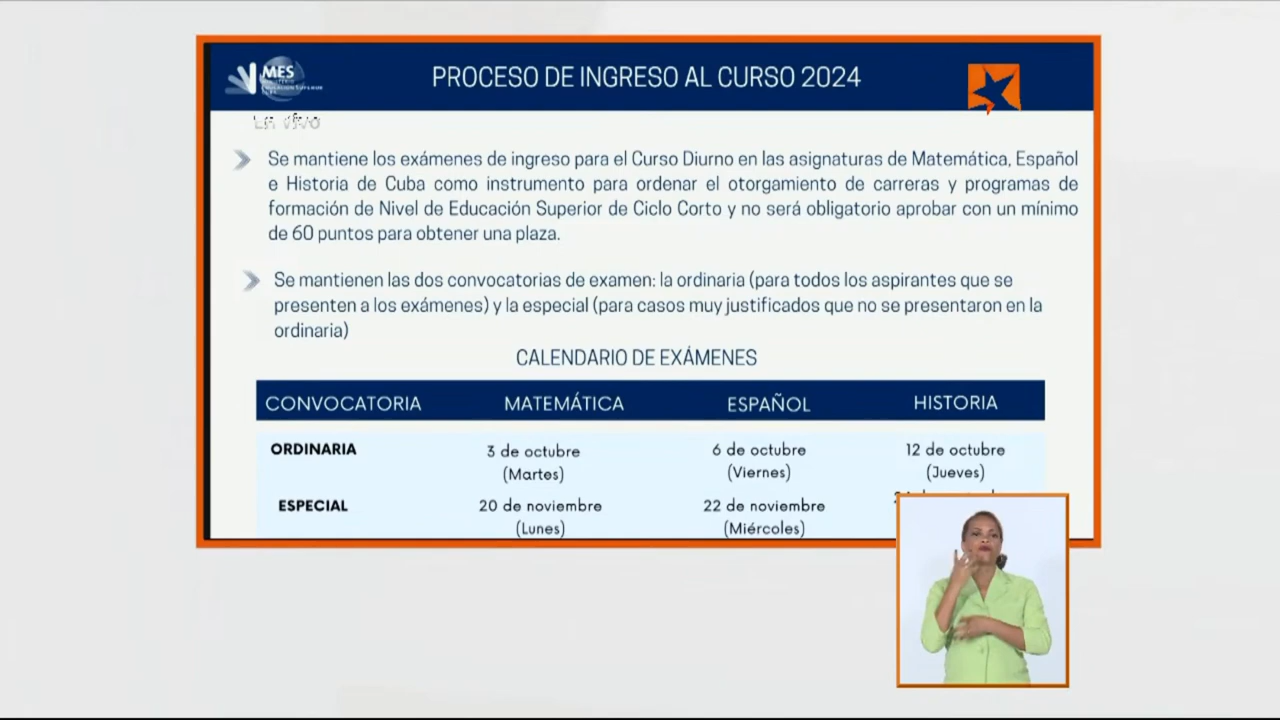 MES
PROCESO DE INGRESO AL CURSO 2024
Se mantiene los exámenes de ingreso para el Curso Diurno en las asignaturas de Matemática, Español
e Historia de Cuba como instrumento para ordenar el otorgamiento de carreras y programas de
formación de Nivel de Educación Superior de Ciclo Corto y no será obligatorio aprobar con un mínimo
de 60 puntos para obtener una plaza.
Se mantienen las dos convocatorias de examen: la ordinaria (para todos los aspirantes que se
presenten a los exámenes) y la especial (para casos muy justificados que no se presentaron en la
ordinaria)
CALENDARIO DE EXÁMENES
CONVOCATORIA MATEMÁTICA ESPAÑOL HISTORIA
ORDINARIA 3 de octubre 6 de octubre 12 de octubre
(Martes) (Viernes) (Jueves)
ESPECIAL 20 de noviembre 22 de noviembre
(Lunes) (Miércoles)